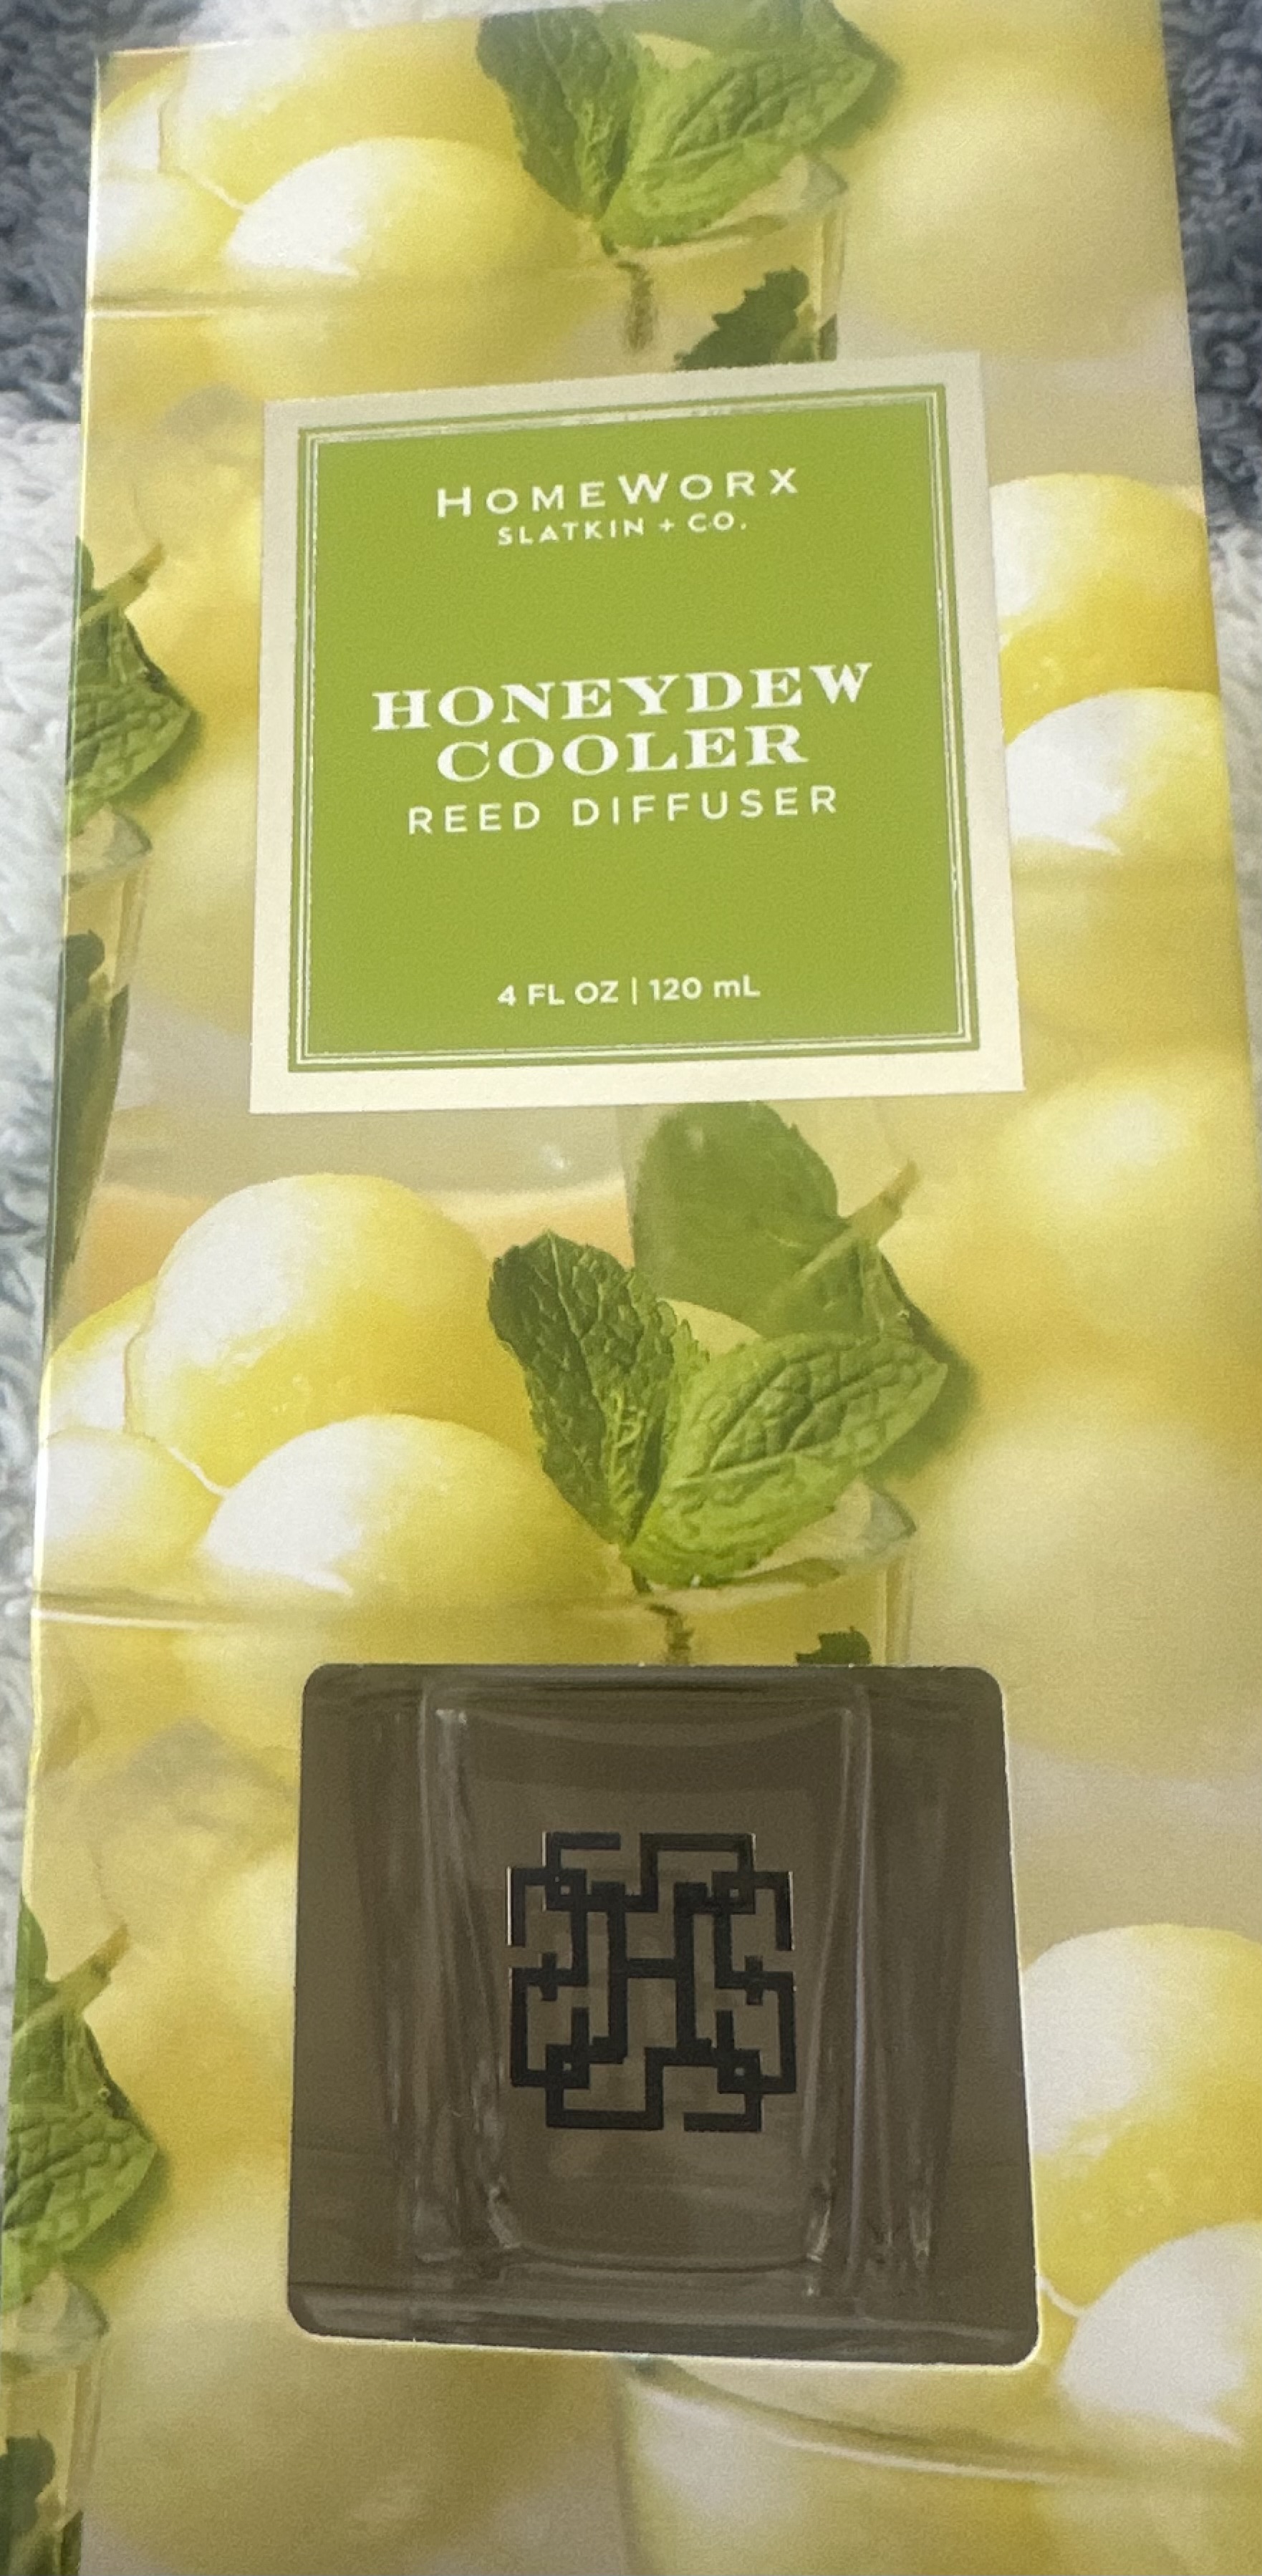 HOMEWORX
SLATKIN + CO.
HONEYDEW
COOLER
REED DIFFUSER
4 FL OZ | 120 mL
H